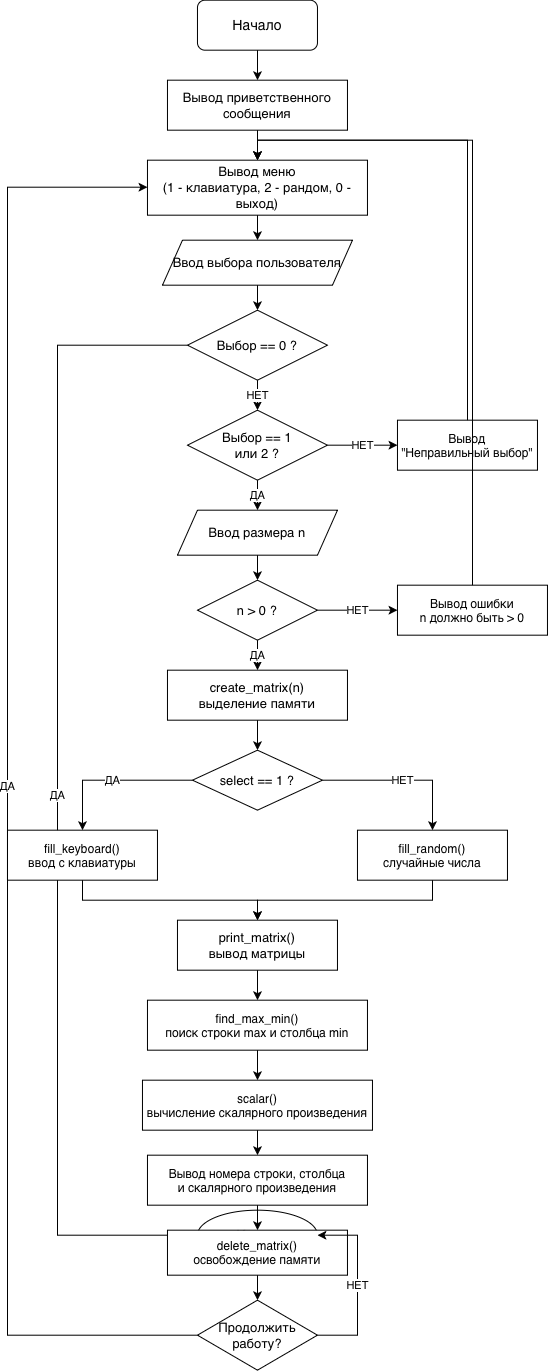 Начало
Вывод приветственного
сообщения
Вывод меню
(1 - клавиатура, 2 - рандом, 0 -
выход)
Ввод выбора пользователя
Выбор == 0 ?
НЕТ
Выбор == 1
или 2 ?
НЕТ
Вывод
"Неправильный выбор"
ДА
Ввод размера n
n > 0 ?
НЕТ
Вывод ошибки
n должно быть > 0
ДА
create_matrix(n)
выделение памяти
select == 1 ?
ДА
НЕТ
ДА
ДА
fill_keyboard()
ввод с клавиатуры
fill_random()
случайные числа
print_matrix()
вывод матрицы
find_max_min()
поиск строки max и столбца min
scalar()
вычисление скалярного произведения
Вывод номера строки, столбца
и скалярного произведения
delete_matrix()
освобождение памяти
НЕТ
Продолжить
работу?